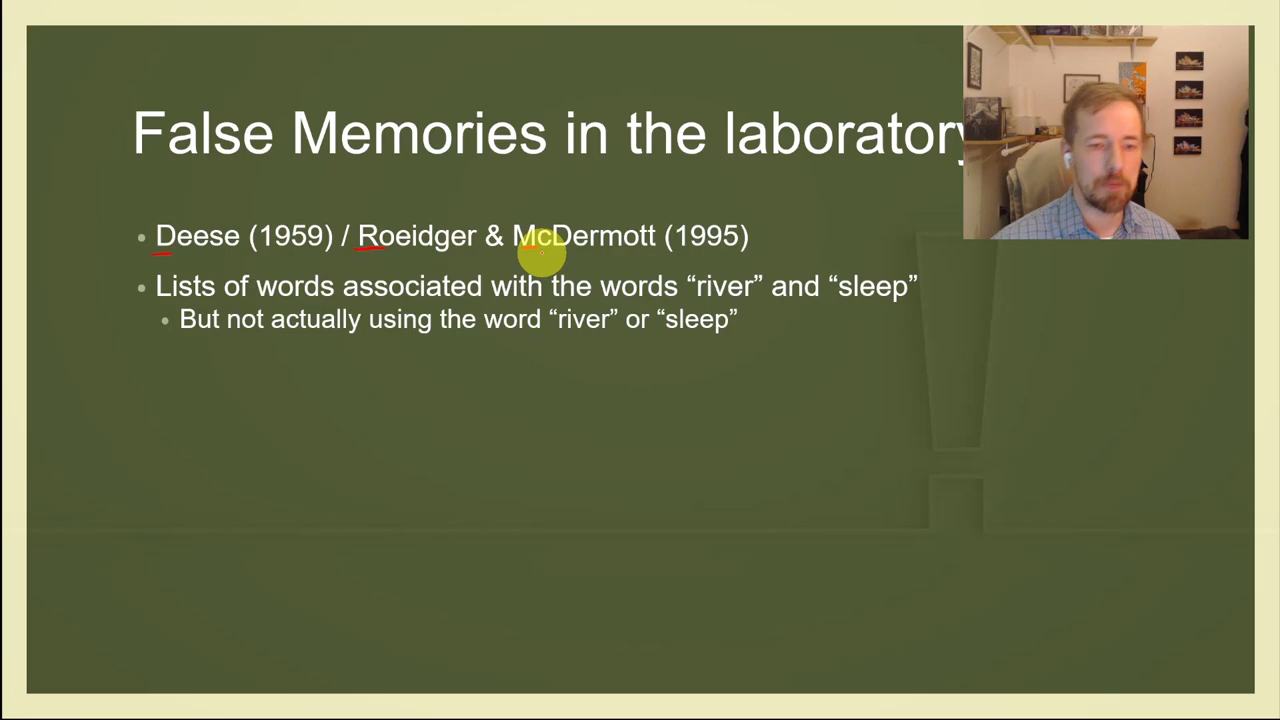 False Memories in the laboratory
• Deese (1959) / Roeidger & McDermott (1995)
• Lists of words associated with the words “river” and “sleep”
• But not actually using the word “river” or “sleep”